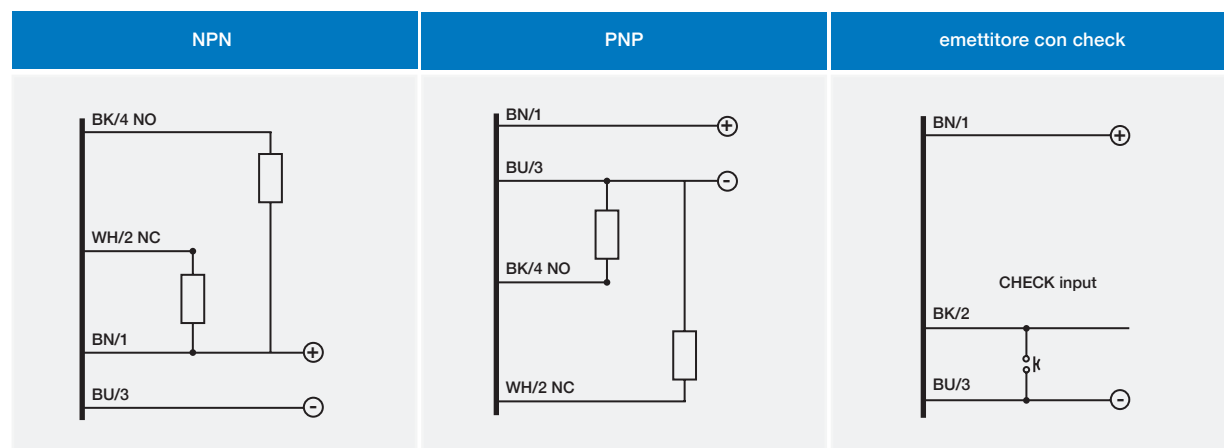 NPN
PNP
emettitore con check
BK/4 NO
WH/2 NC
BN/1
+
BU/3
-
BN/1
+
BU/3
-
BK/4 NO
WH/2 NC
BN/1
+
CHECK input
BK/2
k
BU/3
-